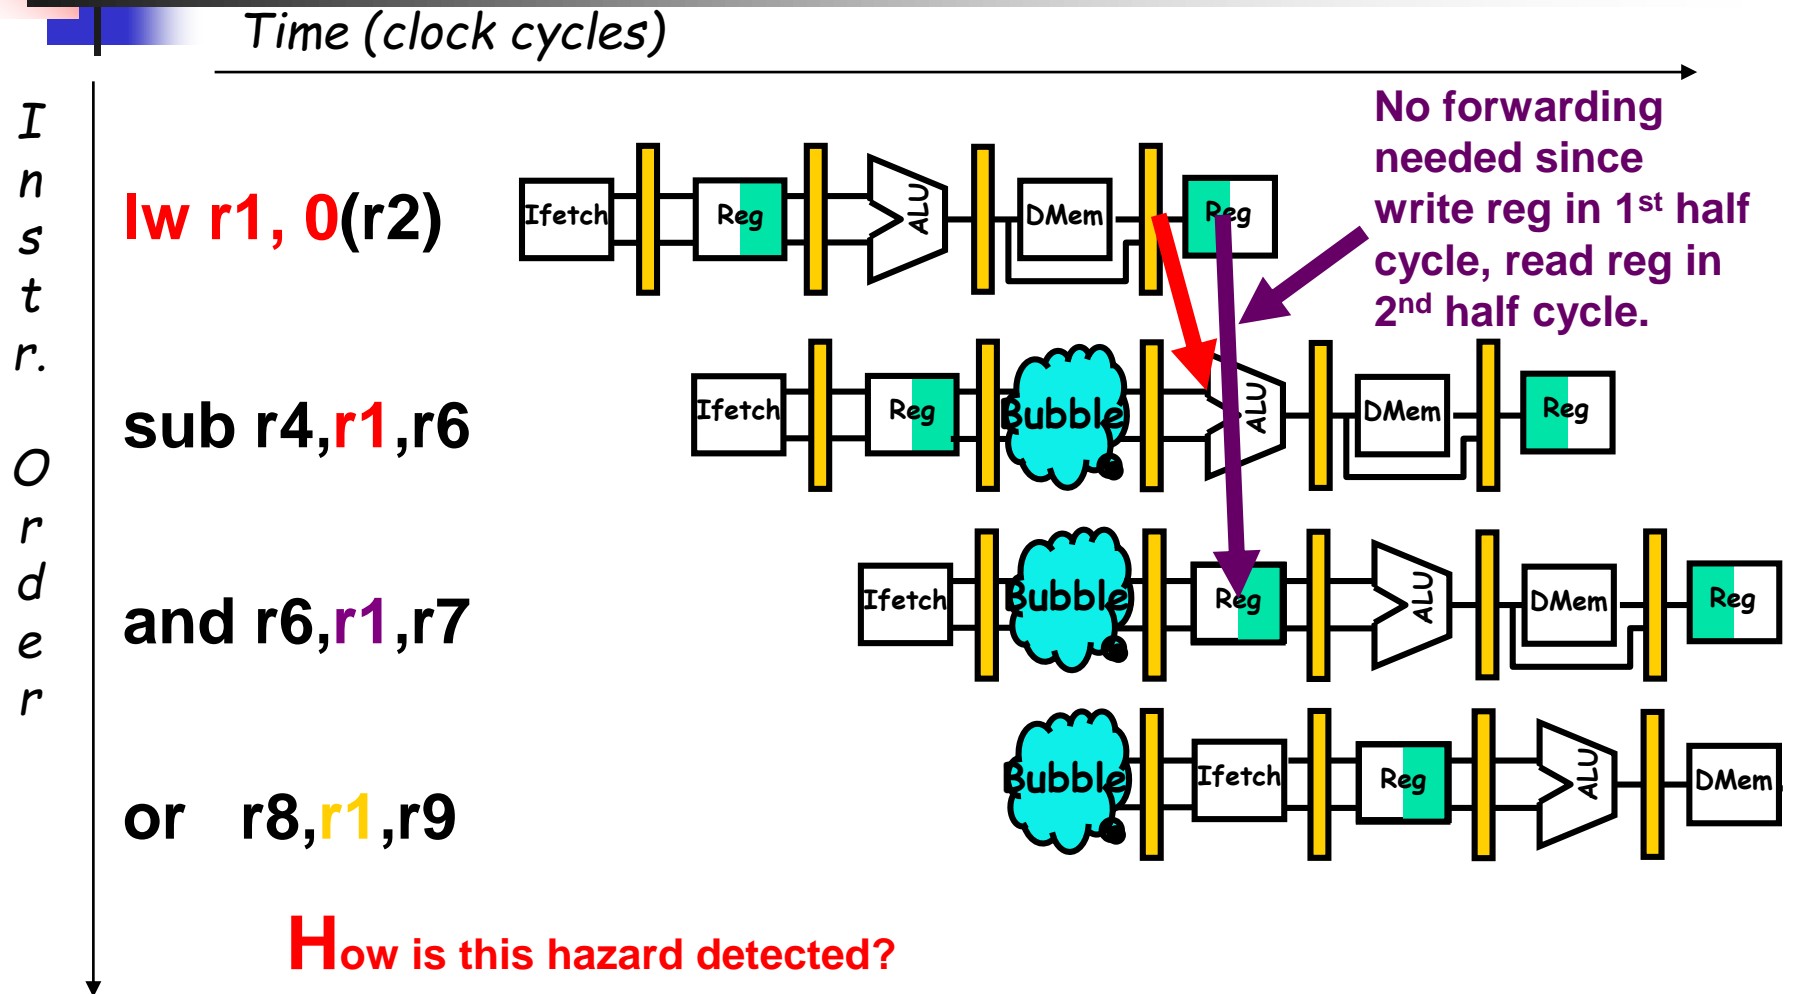 Time (clock cycles)
Instr. Order
No forwarding
needed since
write reg in 1st half
cycle, read reg in
2nd half cycle.
lw r1, 0(r2)
Ifetch Reg ALU DMem Reg
sub r4,r1,r6
Ifetch Reg Bubble ALU DMem Reg
and r6,r1,r7
Ifetch Bubble Reg ALU DMem Reg
or r8,r1,r9
Bubble Ifetch Reg ALU DMem
How is this hazard detected?